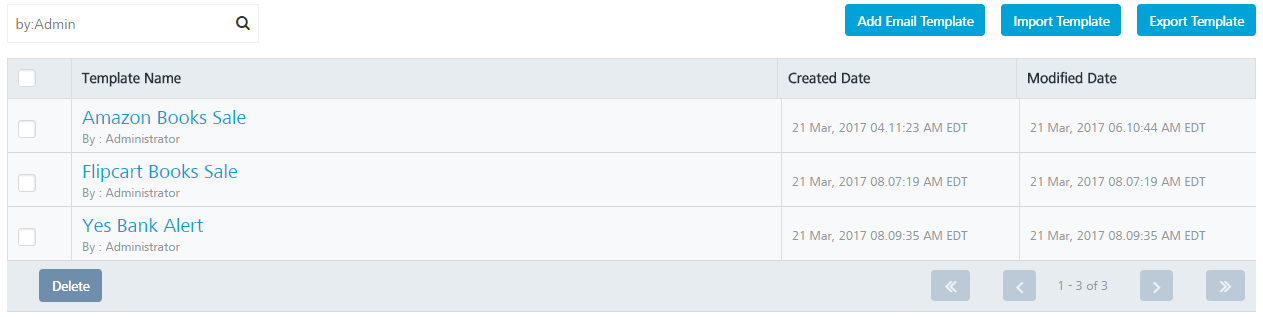 by:Admin
Add Email Template
Import Template
Export Template
Template Name
Created Date
Modified Date
Amazon Books Sale
By : Administrator
21 Mar, 2017 04.11:23 AM EDT
21 Mar, 2017 06.10:44 AM EDT
Flipcart Books Sale
By : Administrator
21 Mar, 2017 08.07:19 AM EDT
21 Mar, 2017 08.07:19 AM EDT
Yes Bank Alert
By : Administrator
21 Mar, 2017 08.09:35 AM EDT
21 Mar, 2017 08.09:35 AM EDT
Delete
1 - 3 of 3